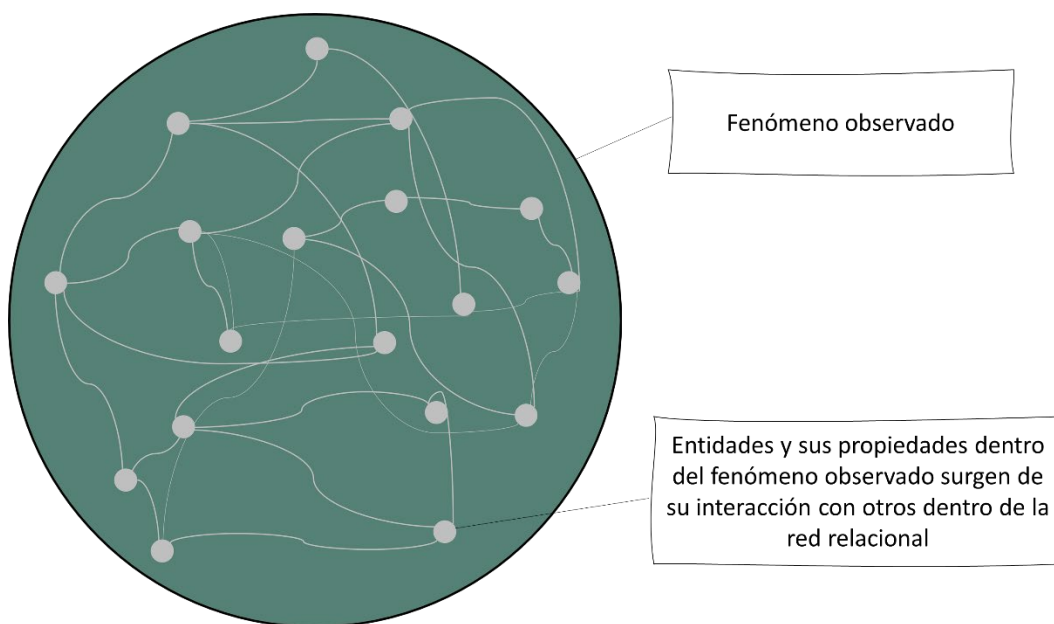 Fenómeno observado
Entidades y sus propiedades dentro
del fenómeno observado surgen de
su interacción con otros dentro de la
red relacional